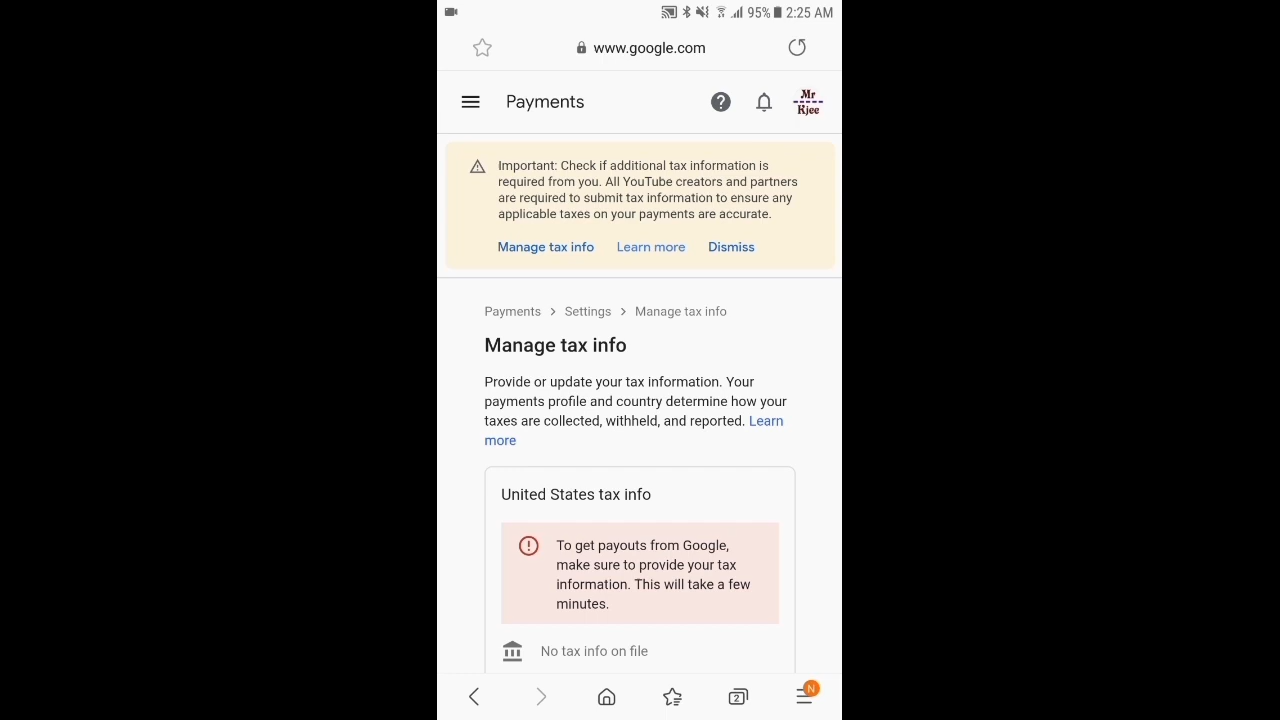 95% 2:25 AM
www.google.com
Payments
Mr
Kjee
Important: Check if additional tax information is
required from you. All YouTube creators and partners
are required to submit tax information to ensure any
applicable taxes on your payments are accurate.
Manage tax info Learn more Dismiss
Payments > Settings > Manage tax info
Manage tax info
Provide or update your tax information. Your
payments profile and country determine how your
taxes are collected, withheld, and reported. Learn
more
United States tax info
To get payouts from Google,
make sure to provide your tax
information. This will take a few
minutes.
No tax info on file
2
N